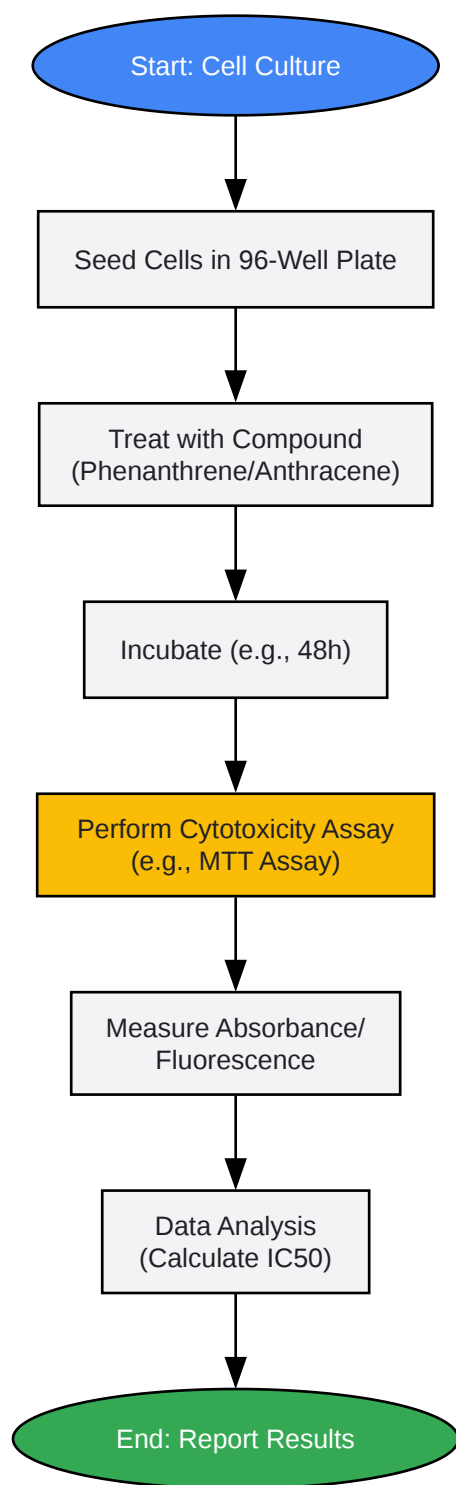 Start: Cell Culture
Seed Cells in 96-Well Plate
Treat with Compound
(Phenanthrene/Anthracene)
Incubate (e.g., 48h)
Perform Cytotoxicity Assay
(e.g., MTT Assay)
Measure Absorbance/
Fluorescence
Data Analysis
(Calculate IC50)
End: Report Results